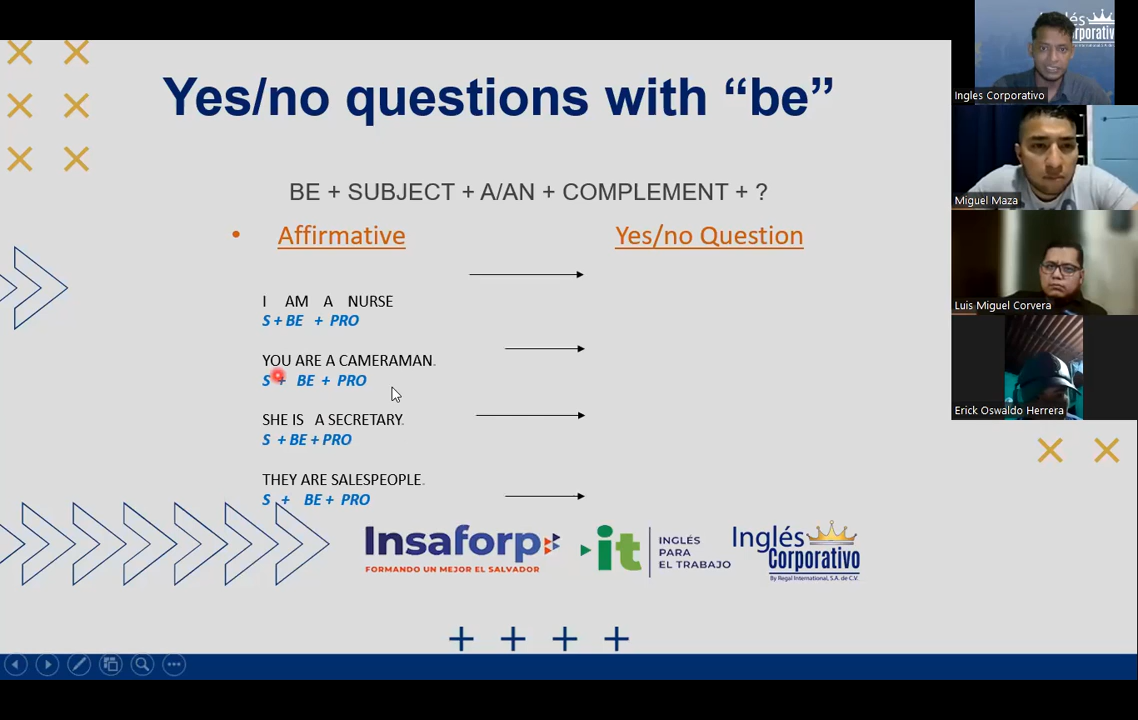 Yes/no questions with “be”
BE + SUBJECT + A/AN + COMPLEMENT + ?
• Affirmative
Yes/no Question
I AM A NURSE
S + BE + PRO
YOU ARE A CAMERAMAN.
S + BE + PRO
SHE IS A SECRETARY.
S + BE + PRO
THEY ARE SALESPEOPLE.
S + BE + PRO
Insaforp
FORMANDO UN MEJOR EL SALVADOR
it
INGLÉS
PARA
EL TRABAJO
Inglés
Corporativo
By Regal International, S.A. de C.V.
Ingles Corporativo
Miguel Maza
Luis Miguel Corvera
Erick Oswaldo Herrera